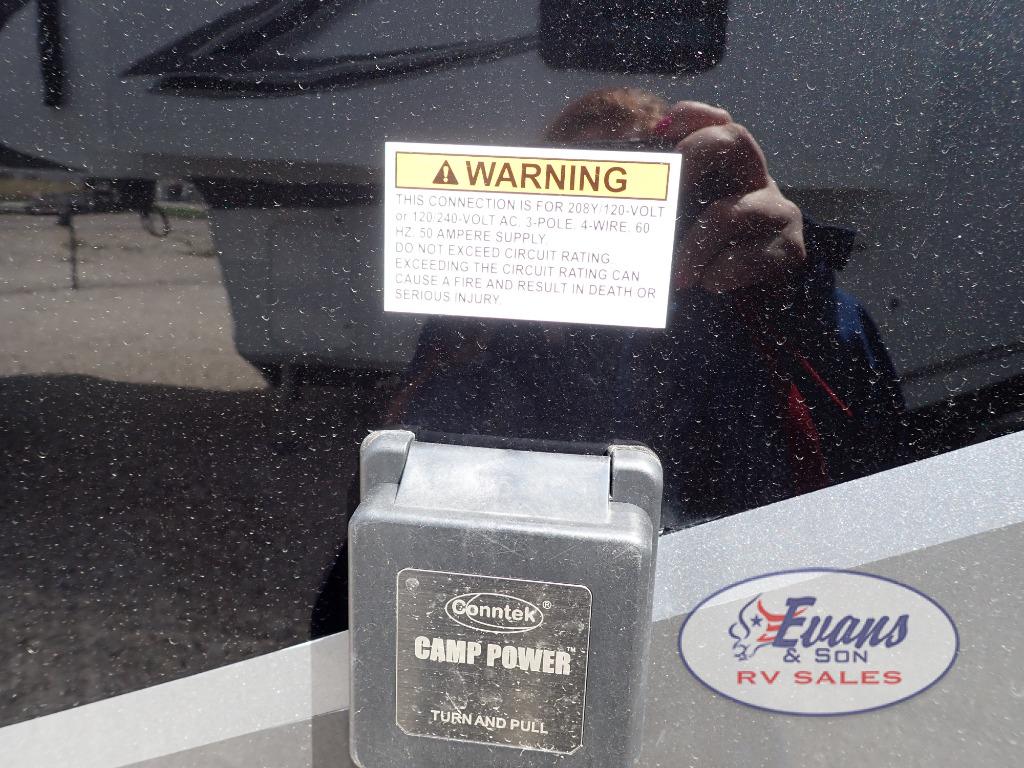 ⚠ WARNING
THIS CONNECTION IS FOR 208Y/120-VOLT
or 120/240-VOLT AC. 3-POLE. 4-WIRE. 60
HZ. 50 AMPERE SUPPLY.
DO NOT EXCEED CIRCUIT RATING.
EXCEEDING THE CIRCUIT RATING CAN
CAUSE A FIRE AND RESULT IN DEATH OR
SERIOUS INJURY.
Conntek®
CAMP POWER™
TURN AND PULL
Evans
& SON
RV SALES